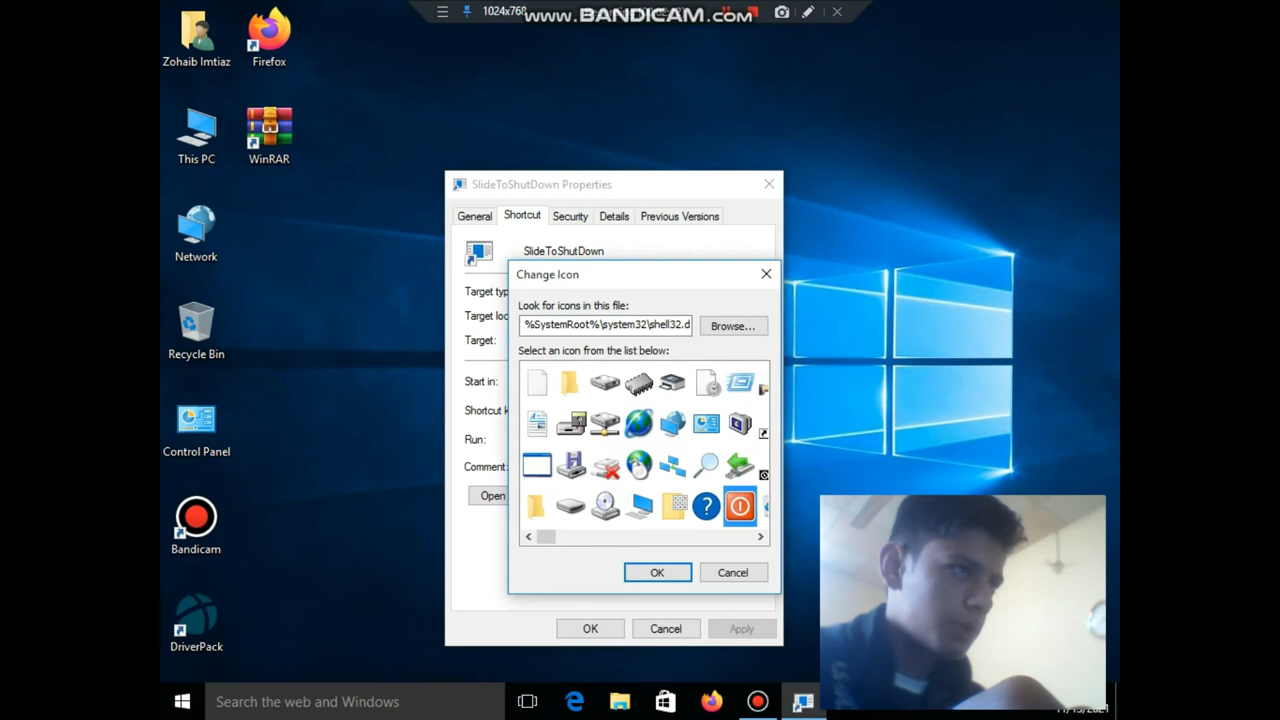 1024x768
www.BANDICAM.com
Zohaib Imtiaz
Firefox
This PC
WinRAR
Network
Recycle Bin
Control Panel
Bandicam
DriverPack
SlideToShutDown Properties
General Shortcut Security Details Previous Versions
SlideToShutDown
Target typ
Target loc
Target:
Start in:
Shortcut k
Run:
Comment:
Open
Change Icon
Look for icons in this file:
%SystemRoot%\system32\shell32.d
Browse...
Select an icon from the list below:
OK Cancel
OK Cancel Apply
Search the web and Windows